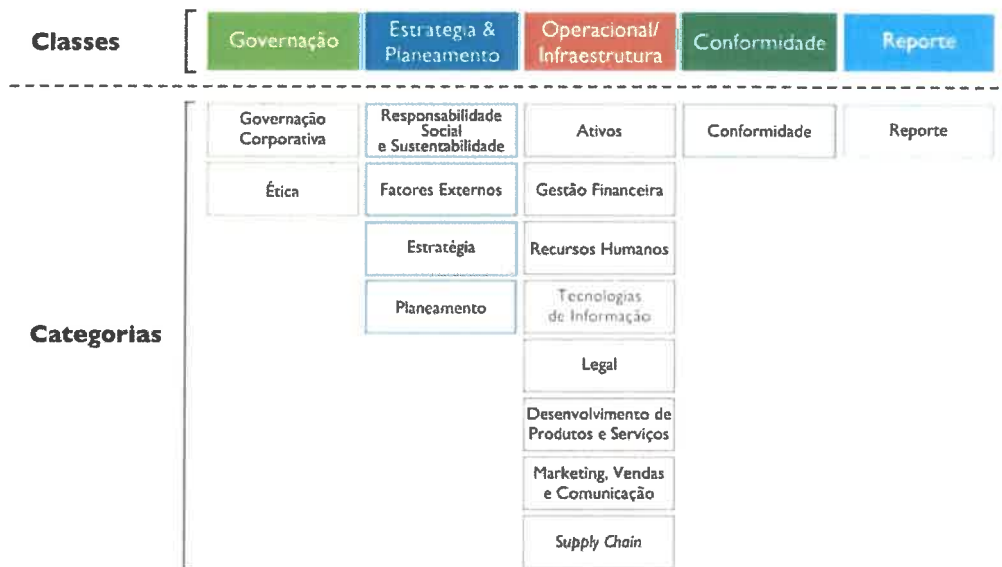 Classes
Governação
Estrategia &
Planeamento
Operacional/
Infraestrutura
Conformidade
Reporte
Categorias
Governação
Corporativa
Responsabilidade
Social
e Sustentabilidade
Ativos
Conformidade
Reporte
Ética
Fatores Externos
Gestão Financeira
Estratégia
Recursos Humanos
Planeamento
Tecnologias
de Informação
Legal
Desenvolvimento de
Produtos e Serviços
Marketing, Vendas
e Comunicação
Supply Chain